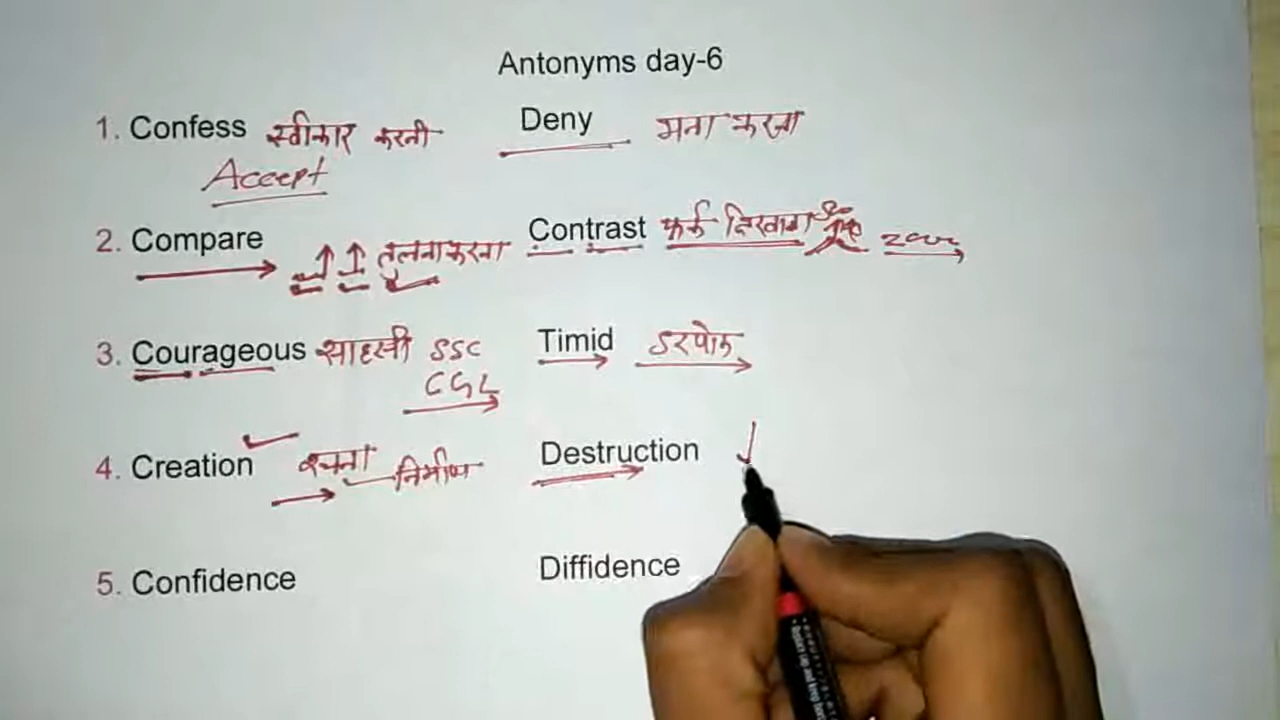 Antonyms day-6
1. Confess स्वीकार करनी Deny मना करना
Accept
2. Compare तुलना करना Contrast फर्क दिखाना
3. Courageous साहसी SSC Timid डरपोक
CGL
4. Creation रचना निर्माण Destruction
5. Confidence Diffidence